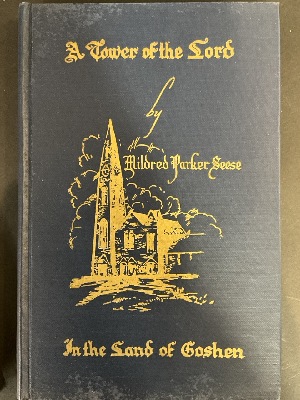 A Tower of the Lord
by
Mildred Parker Seese
In the Land of Goshen